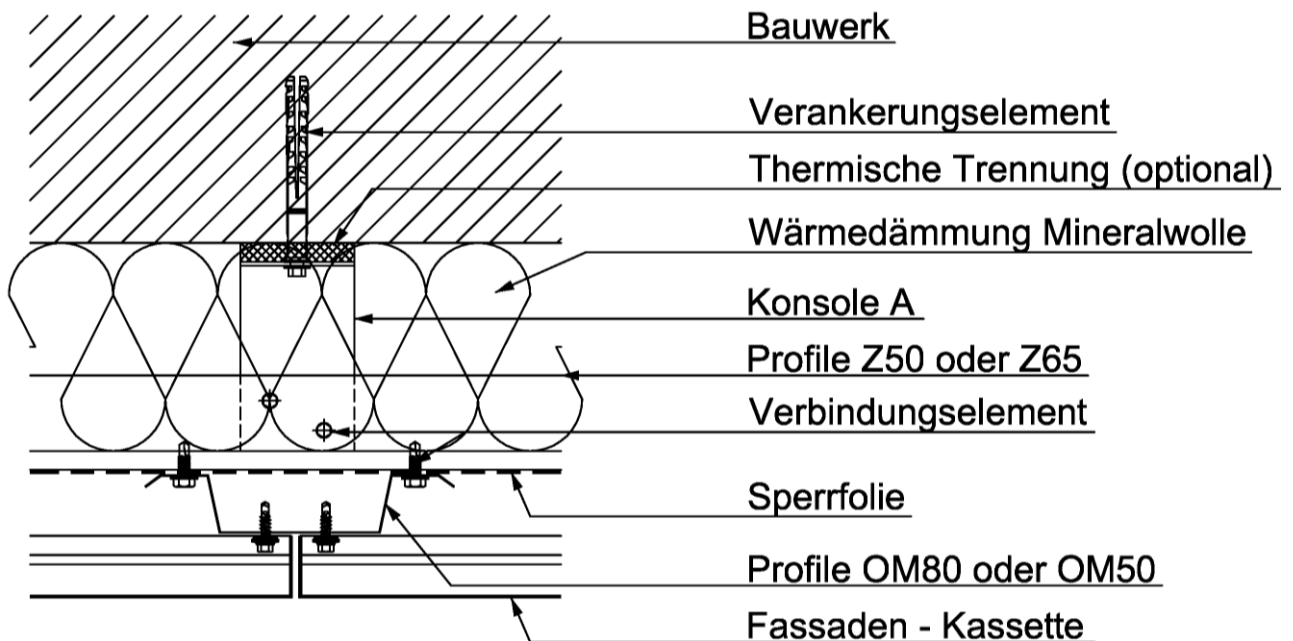 Bauwerk
Verankerungselement
Thermische Trennung (optional)
Wärmedämmung Mineralwolle
Konsole A
Profile Z50 oder Z65
Verbindungselement
Sperrfolie
Profile OM80 oder OM50
Fassaden - Kassette